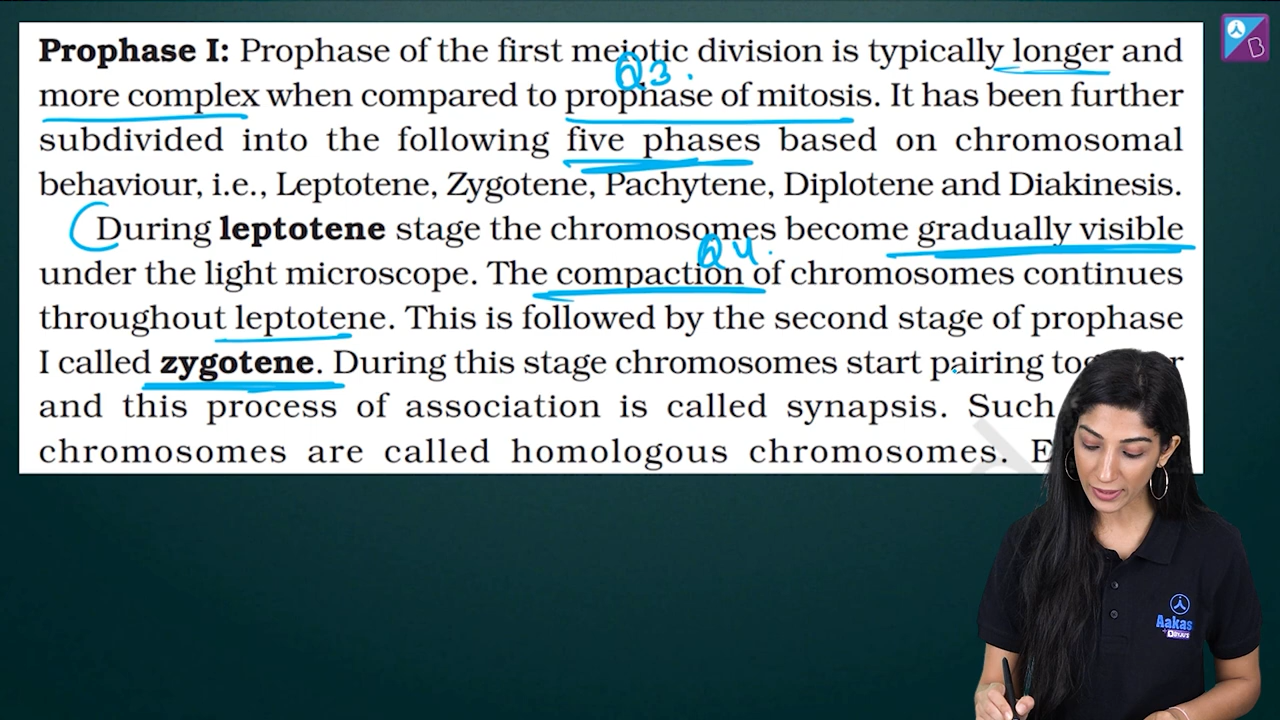 Prophase I: Prophase of the first meiotic division is typically longer and
Q3.
more complex when compared to prophase of mitosis. It has been further
subdivided into the following five phases based on chromosomal
behaviour, i.e., Leptotene, Zygotene, Pachytene, Diplotene and Diakinesis.
During leptotene stage the chromosomes become gradually visible
Q4.
under the light microscope. The compaction of chromosomes continues
throughout leptotene. This is followed by the second stage of prophase
I called zygotene. During this stage chromosomes start pairing
and this process of association is called synapsis. Such
chromosomes are called homologous chromosomes.
B
Aakas